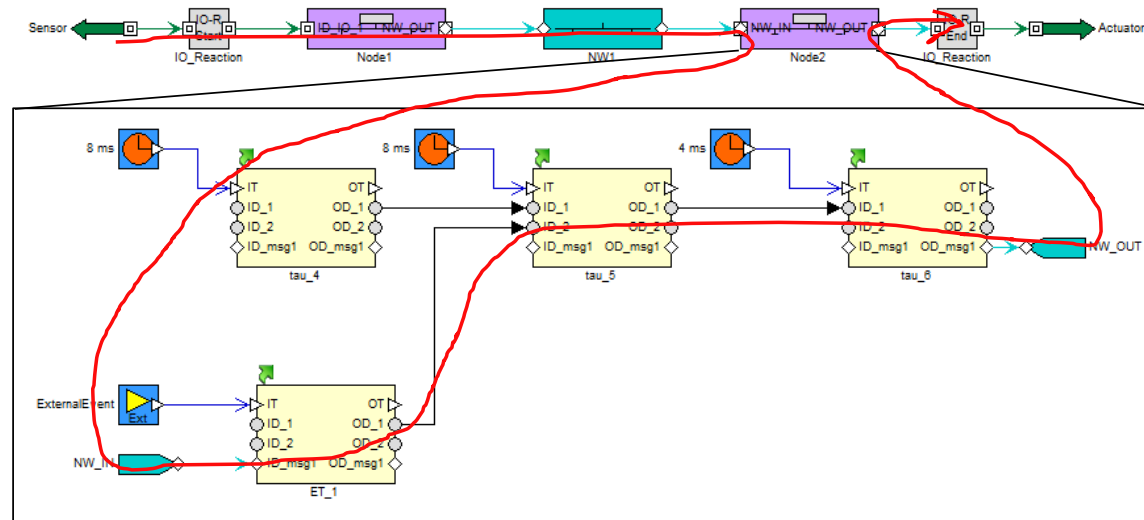 Sensor IO-R Start ID_IO_1 NW_OUT NW_IN NW_OUT IO-R End Actuator
IO_Reaction Node1 NW1 Node2 IO_Reaction
8 ms 8 ms 4 ms
IT OT IT OT IT OT
ID_1 OD_1 ID_1 OD_1 ID_1 OD_1
ID_2 OD_2 ID_2 OD_2 ID_2 OD_2
ID_msg1 OD_msg1 ID_msg1 OD_msg1 ID_msg1 OD_msg1 NW_OUT
tau_4 tau_5 tau_6
ExternalEvent Ext IT OT
ID_1 OD_1
ID_2 OD_2
NW_IN ID_msg1 OD_msg1
ET_1